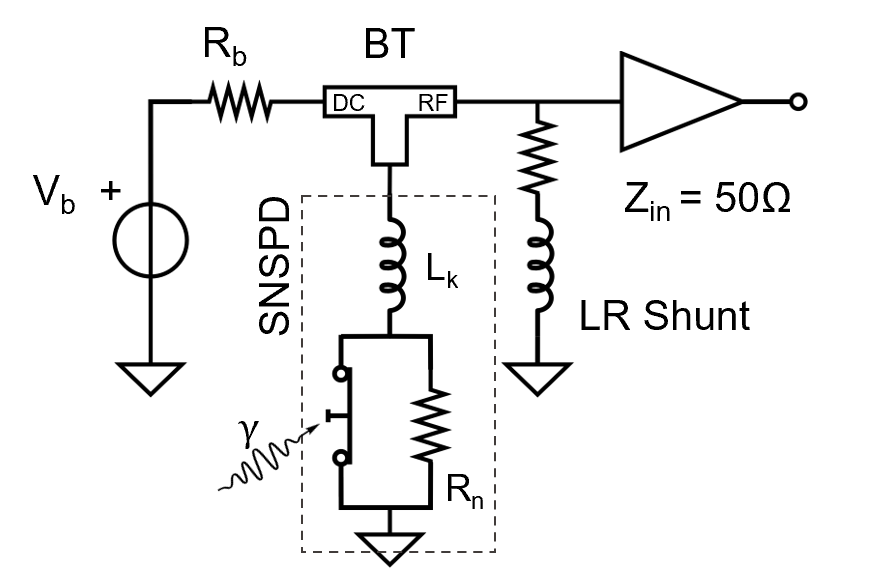 R_b
BT
DC
RF
V_b
+
SNSPD
L_k
Z_in = 50Ω
LR Shunt
γ
R_n